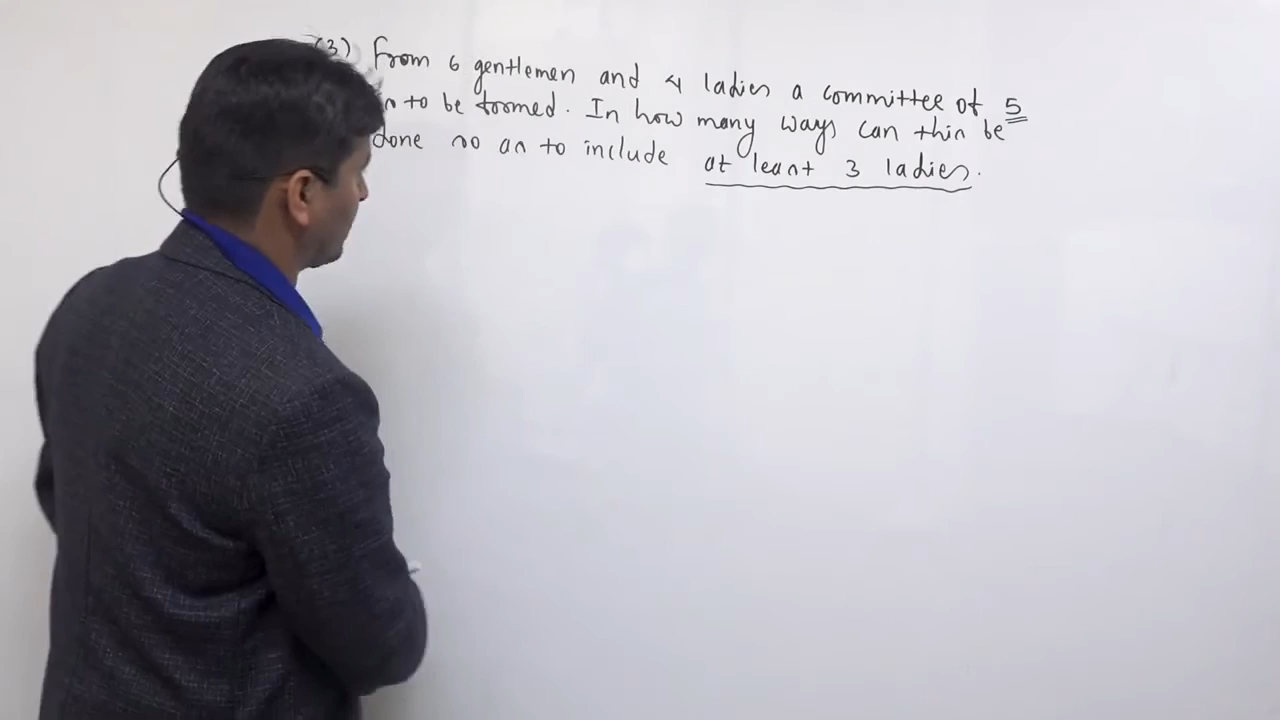 (3) From 6 gentlemen and 4 ladies a committee of 5
to be formed. In how many ways can this be
done so as to include at least 3 ladies.